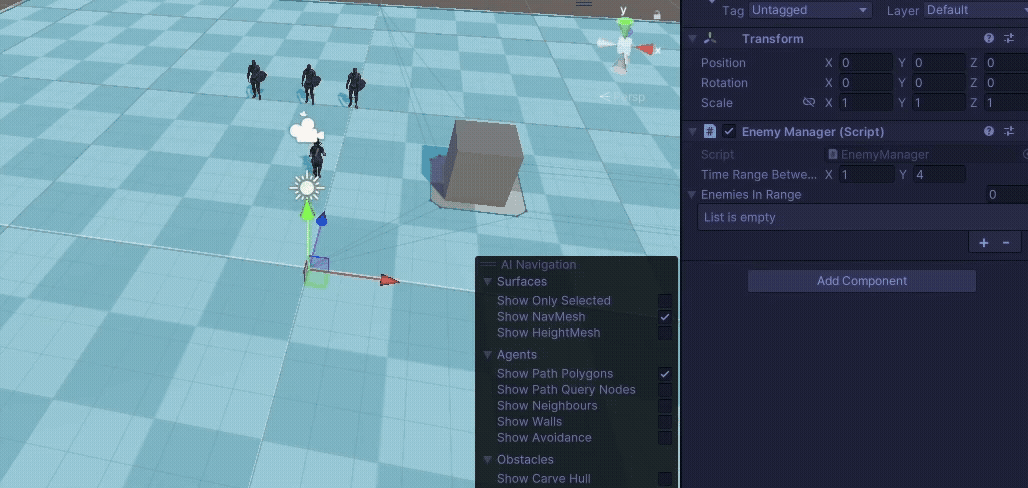 y
x
Persp
AI Navigation
Surfaces
Show Only Selected
Show NavMesh
Show HeightMesh
Agents
Show Path Polygons
Show Path Query Nodes
Show Neighbours
Show Walls
Show Avoidance
Obstacles
Show Carve Hull
Tag Untagged Layer Default
Transform
Position X 0 Y 0 Z 0
Rotation X 0 Y 0 Z 0
Scale X 1 Y 1 Z 1
# Enemy Manager (Script)
Script EnemyManager
Time Range Betwe... X 1 Y 4
Enemies In Range 0
List is empty
+ -
Add Component